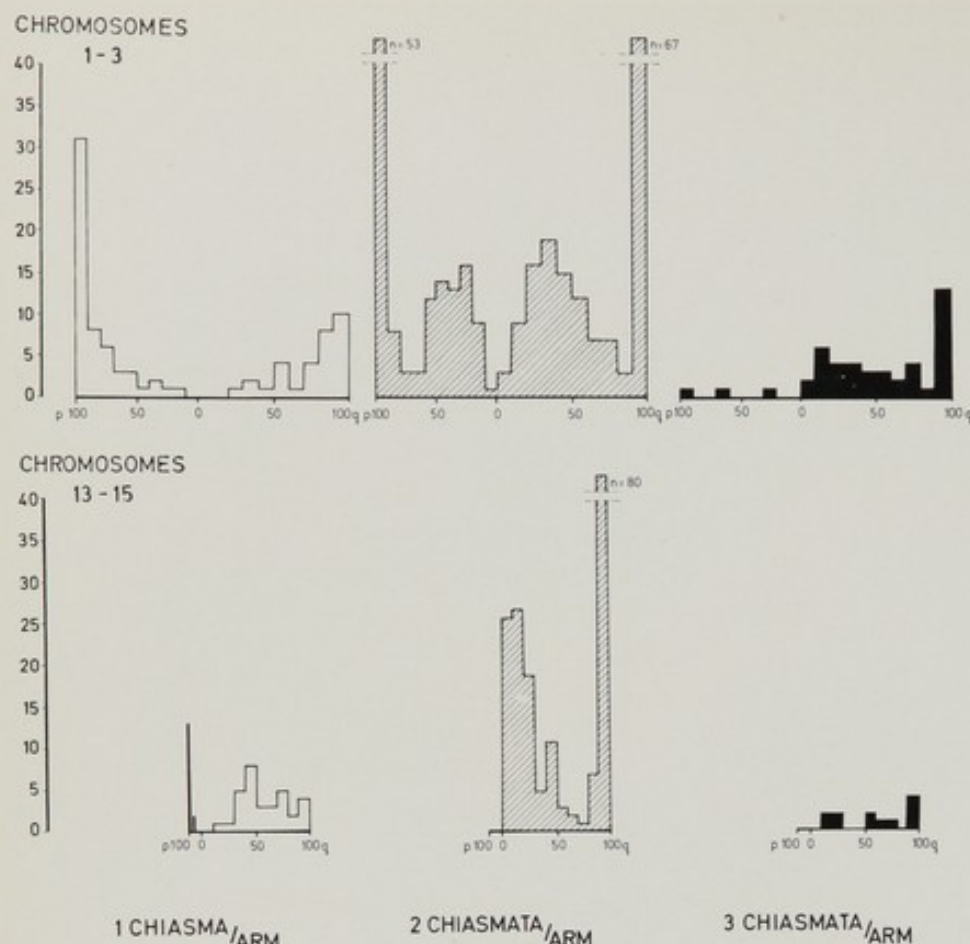 CHROMOSOMES
1 - 3
40
35
30
25
20
15
10
5
0
n=53
n=67
p 100 50 0 50 100q
p100 50 0 50 100q
p 100 50 0 50 100q
CHROMOSOMES
13 - 15
40
35
30
25
20
15
10
5
0
n=80
p100 0 50 100q
p 100 0 50 100q
p 100 0 50 100q
1 CHIASMA/ARM
2 CHIASMATA/ARM
3 CHIASMATA/ARM